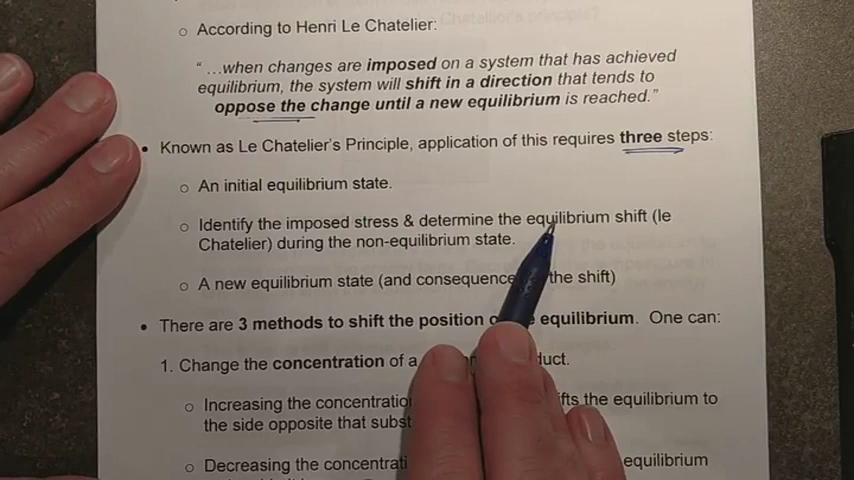 According to Henri Le Chatelier:
" ...when changes are imposed on a system that has achieved
equilibrium, the system will shift in a direction that tends to
oppose the change until a new equilibrium is reached."
Known as Le Chatelier's Principle, application of this requires three steps:
An initial equilibrium state.
Identify the imposed stress & determine the equilibrium shift (le
Chatelier) during the non-equilibrium state.
A new equilibrium state (and consequence the shift)
There are 3 methods to shift the position equilibrium. One can:
1. Change the concentration of a
Increasing the the equilibrium to
the side opposite that
Decreasing the equilibrium